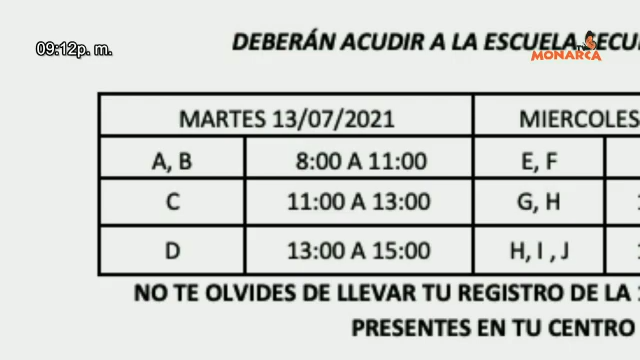 09:12p. m.
DEBERÁN ACUDIR A LA ESCUELA
TV
MONARCA
MARTES 13/07/2021 MIERCOLES
A, B 8:00 A 11:00 E, F
C 11:00 A 13:00 G, H
D 13:00 A 15:00 H, I , J
NO TE OLVIDES DE LLEVAR TU REGISTRO DE LA
PRESENTES EN TU CENTRO